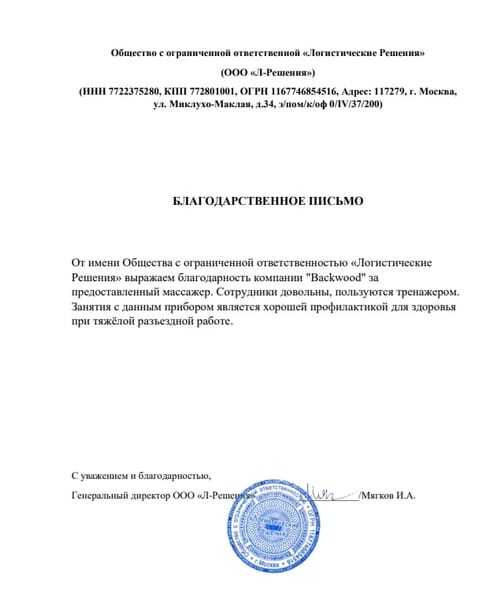 Общество с ограниченной ответственной «Логистические Решения»
(ООО «Л-Решения»)
(ИНН 7722375280, КПП 772801001, ОГРН 1167746854516, Адрес: 117279, г. Москва,
ул. Миклухо-Маклая, д.34, э/пом/к/оф 0/IV/37/200)
БЛАГОДАРСТВЕННОЕ ПИСЬМО
От имени Общества с ограниченной ответственностью «Логистические
Решения» выражаем благодарность компании "Backwood" за
предоставленный массажер. Сотрудники довольны, пользуются тренажером.
Занятия с данным прибором является хорошей профилактикой для здоровья
при тяжёлой разъездной работе.
С уважением и благодарностью,
Генеральный директор ООО «Л-Решения» /Мягков И.А.